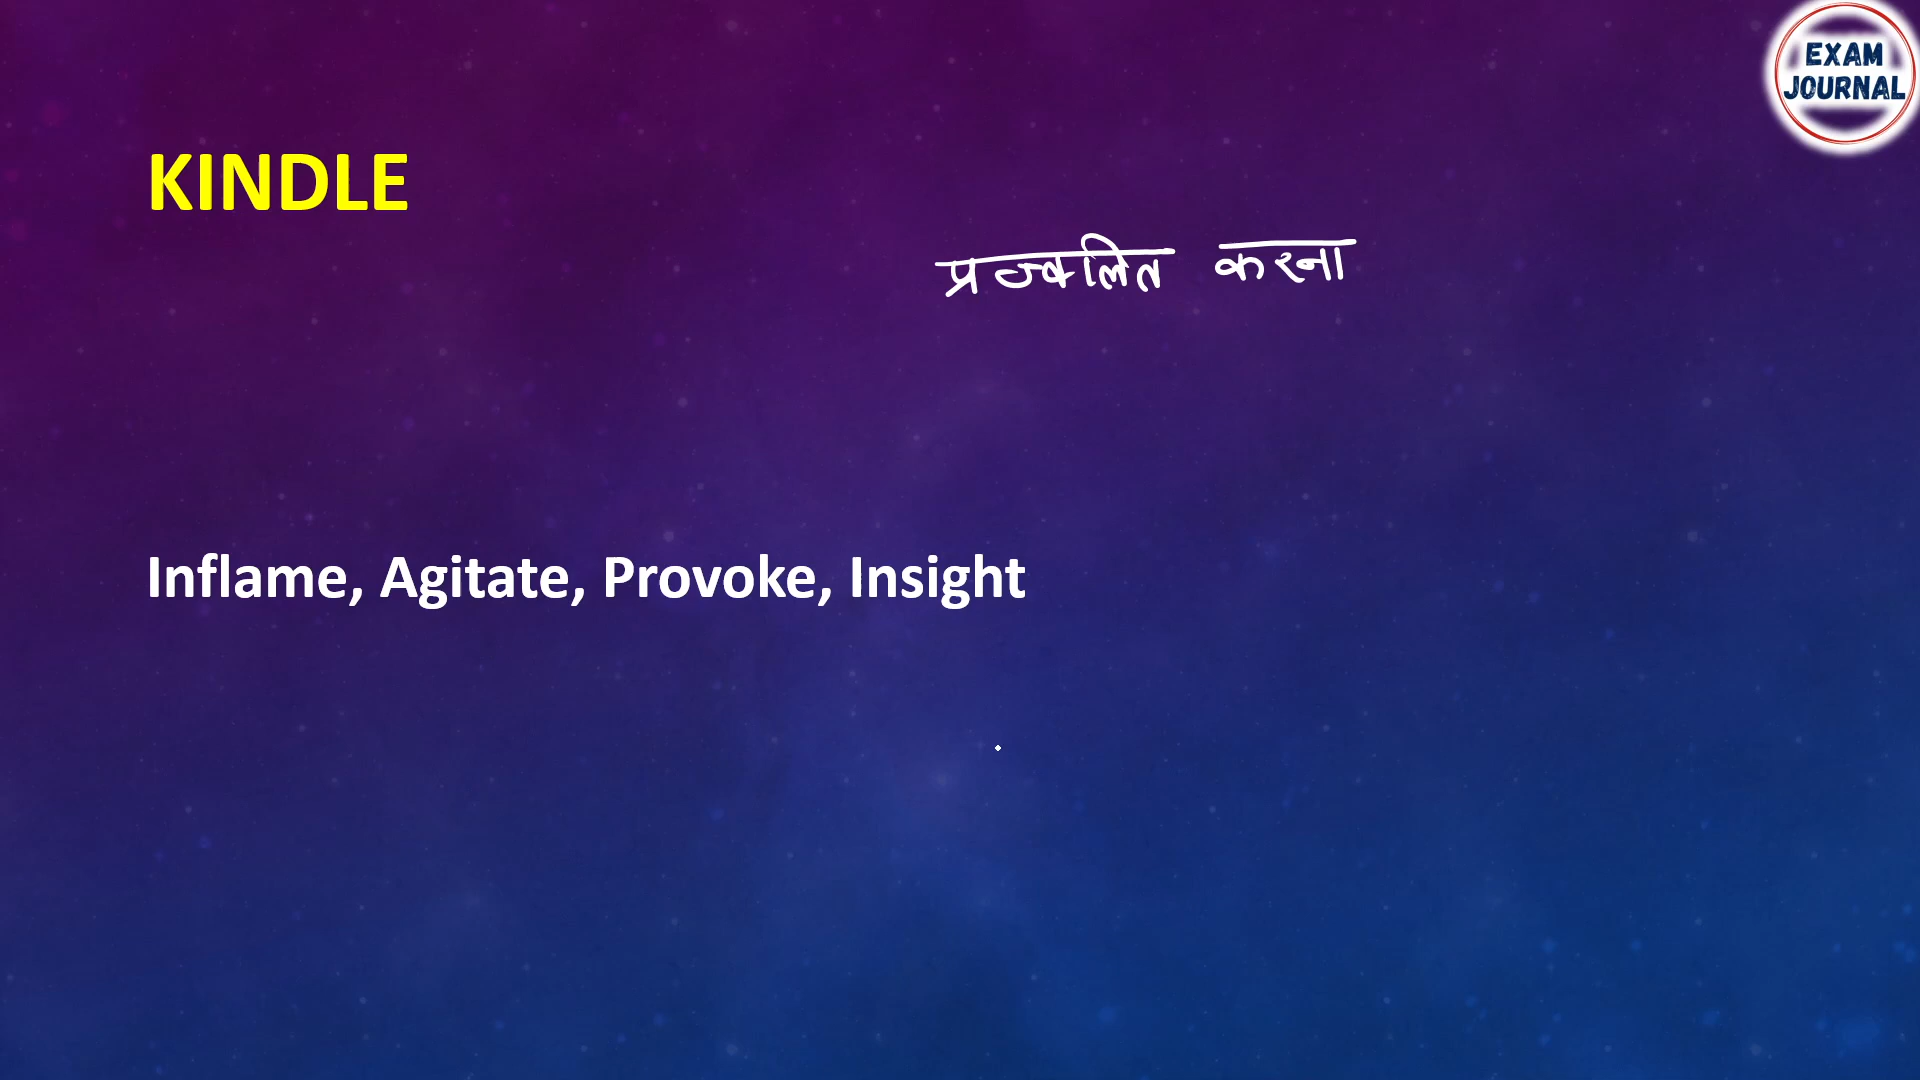 EXAM
JOURNAL
KINDLE
प्रज्वलित करना
Inflame, Agitate, Provoke, Insight